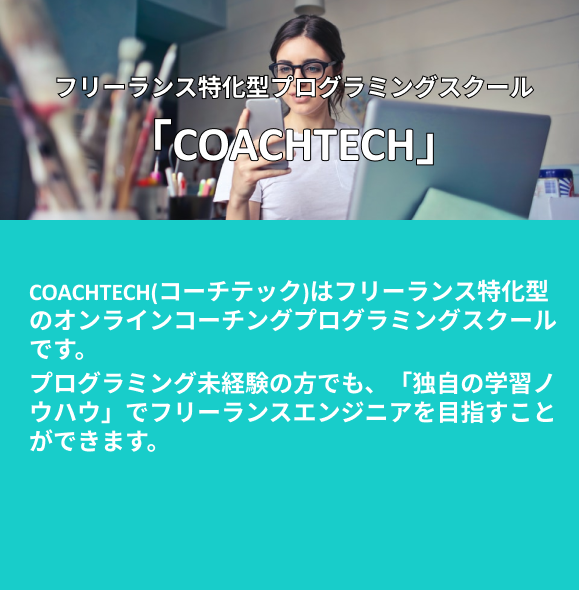 フリーランス特化型プログラミングスクール
「COACHTECH」
COACHTECH(コーチテック)はフリーランス特化型
のオンラインコーチングプログラミングスクール
です。
プログラミング未経験の方でも、「独自の学習ノ
ウハウ」でフリーランスエンジニアを目指すこと
ができます。